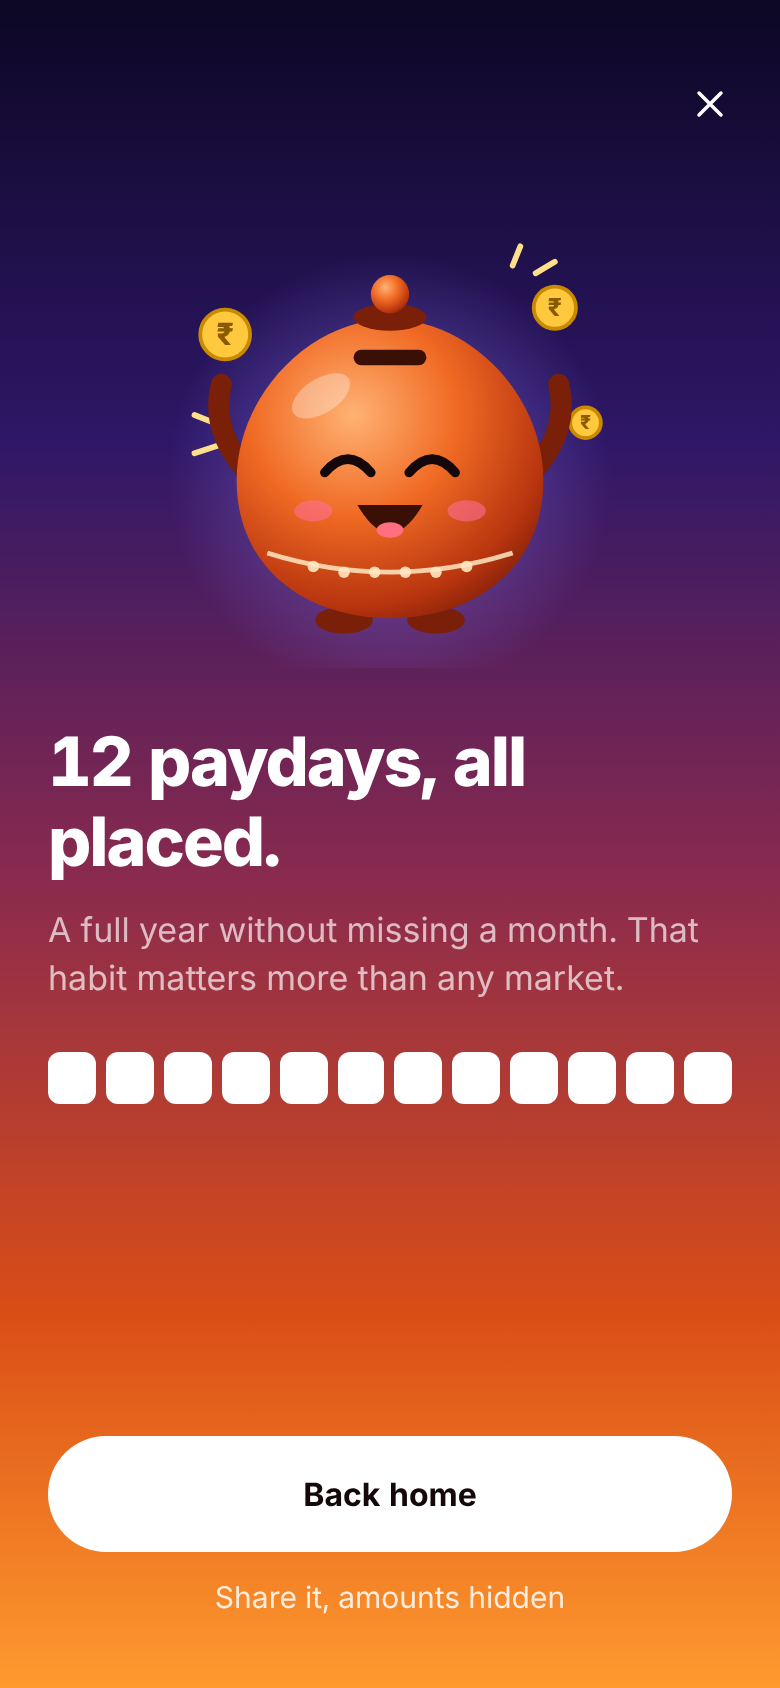 ₹
₹
₹
12 paydays, all
placed.
A full year without missing a month. That
habit matters more than any market.
Back home
Share it, amounts hidden